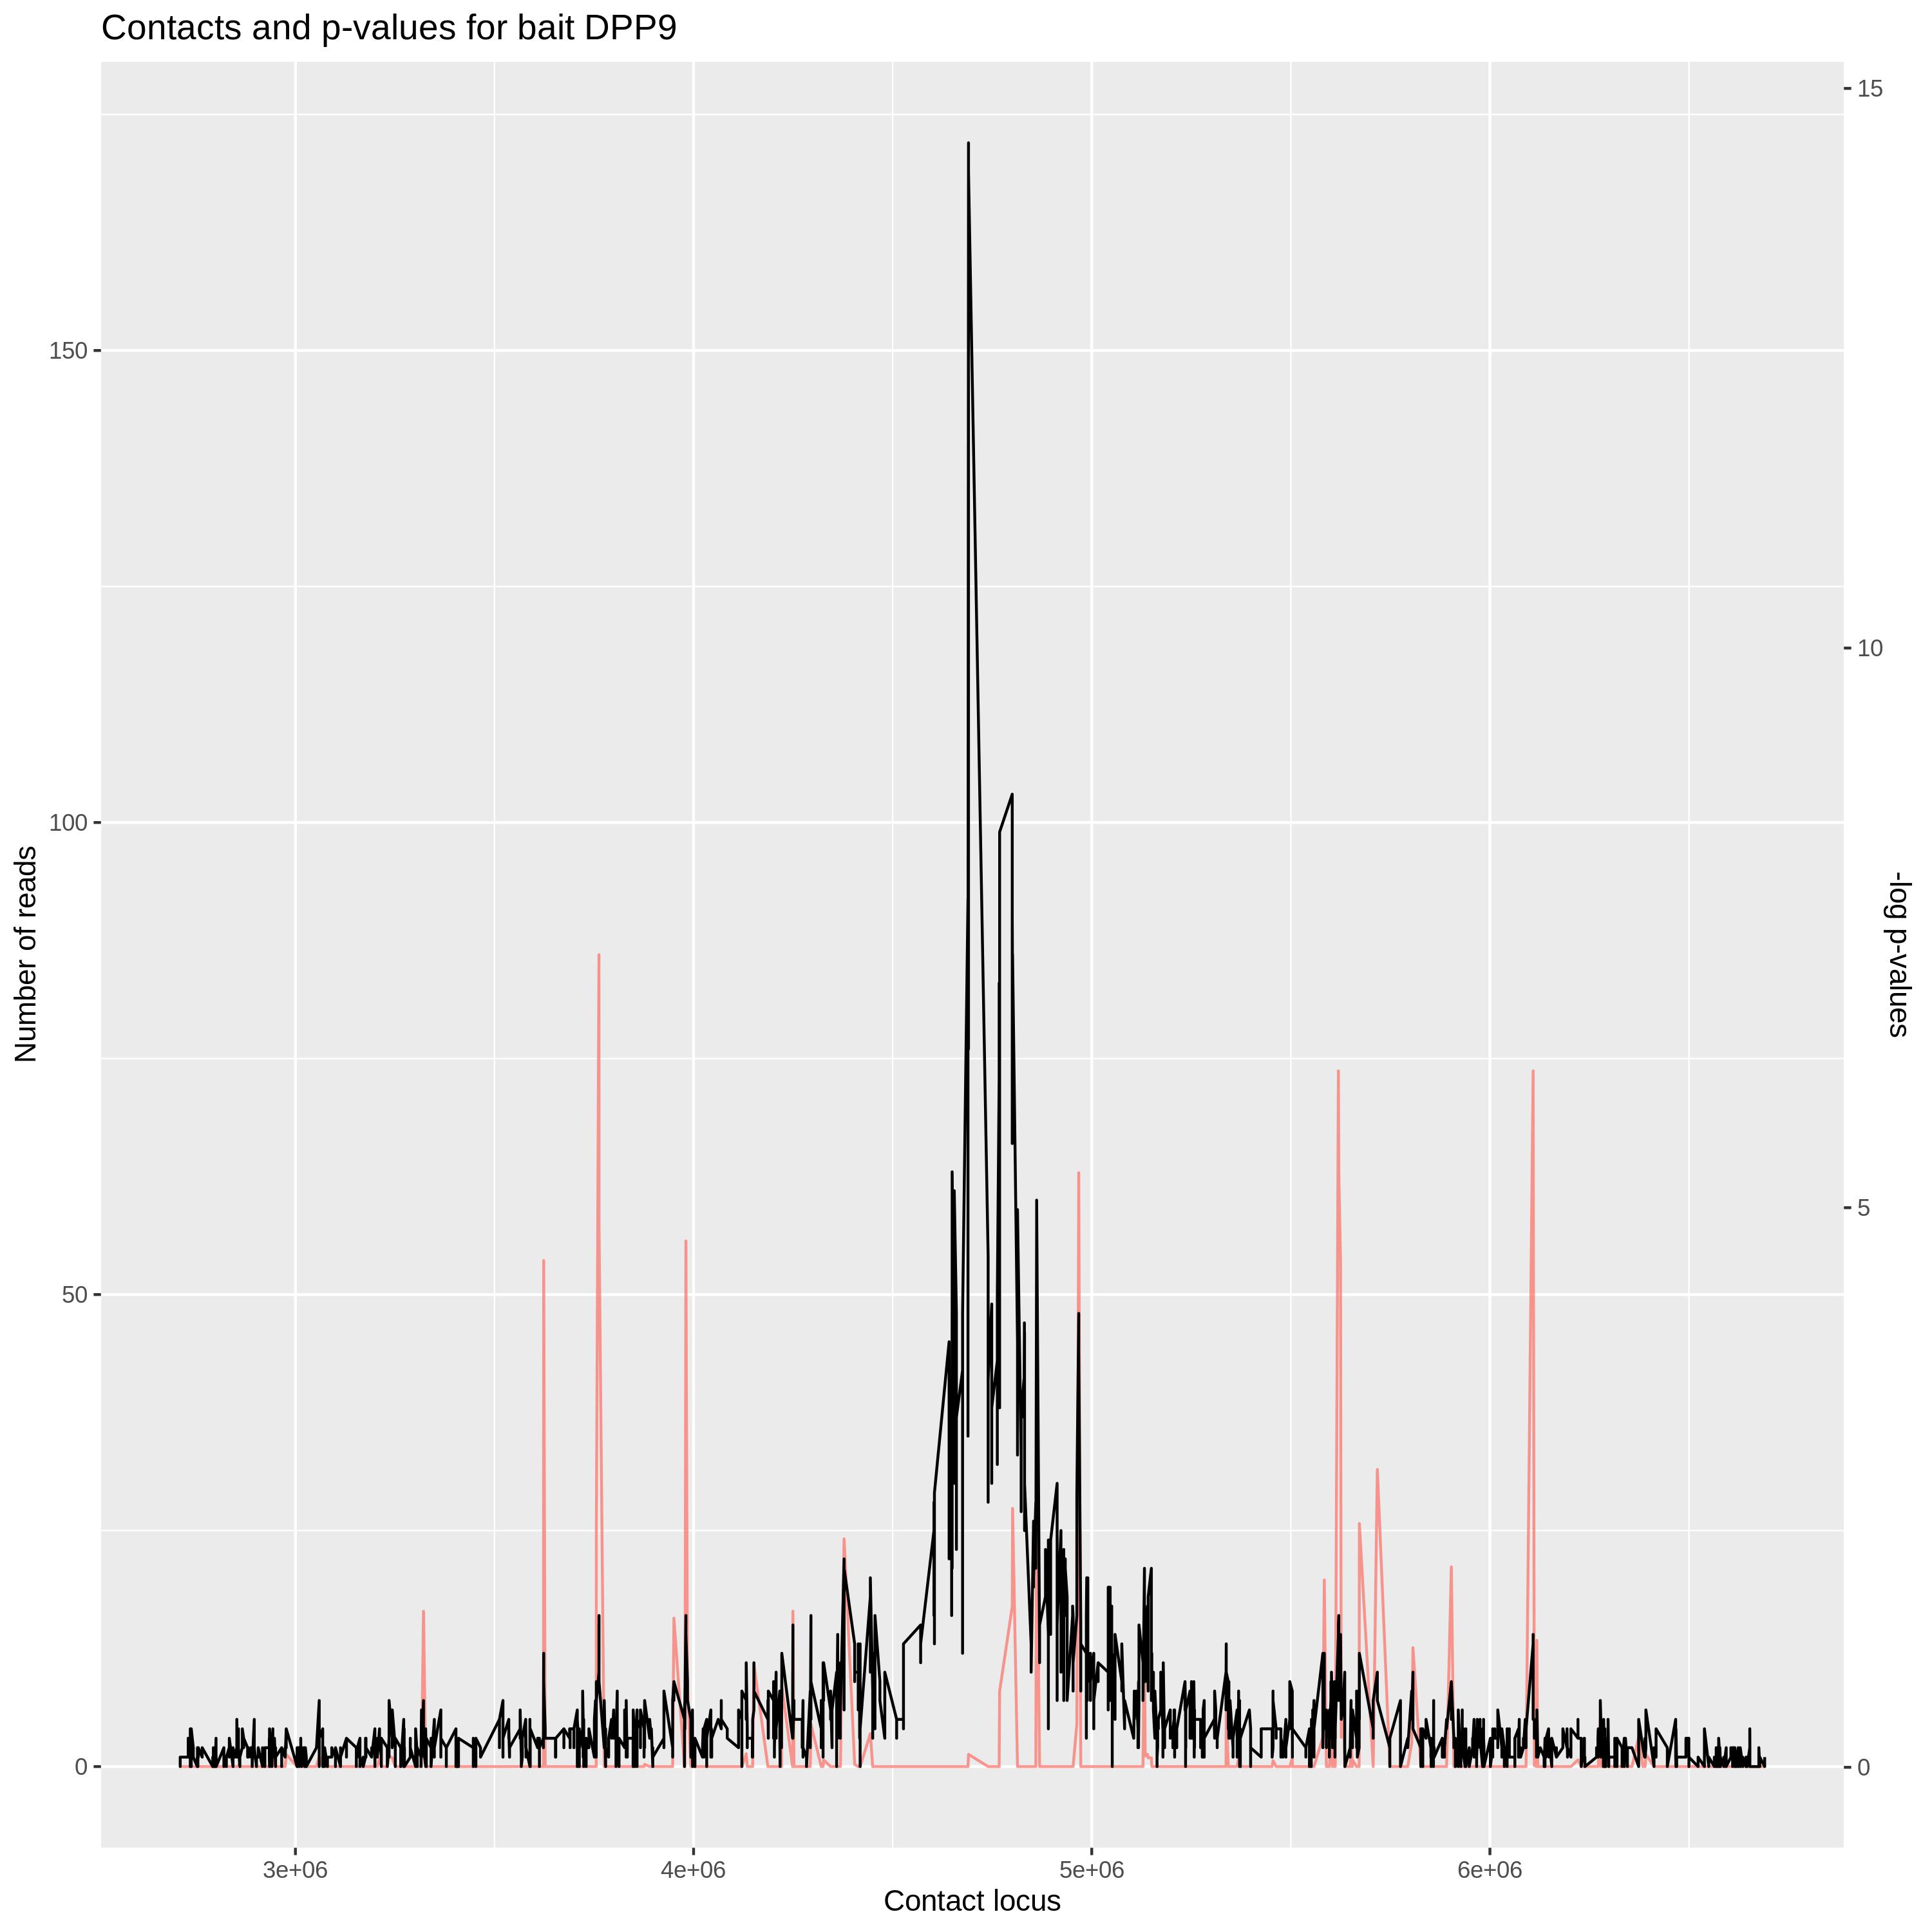 Contacts and p-values for bait DPP9
15
150
10
100
Number of reads
-log p-values
5
50
0
0
3e+06
4e+06
5e+06
6e+06
Contact locus